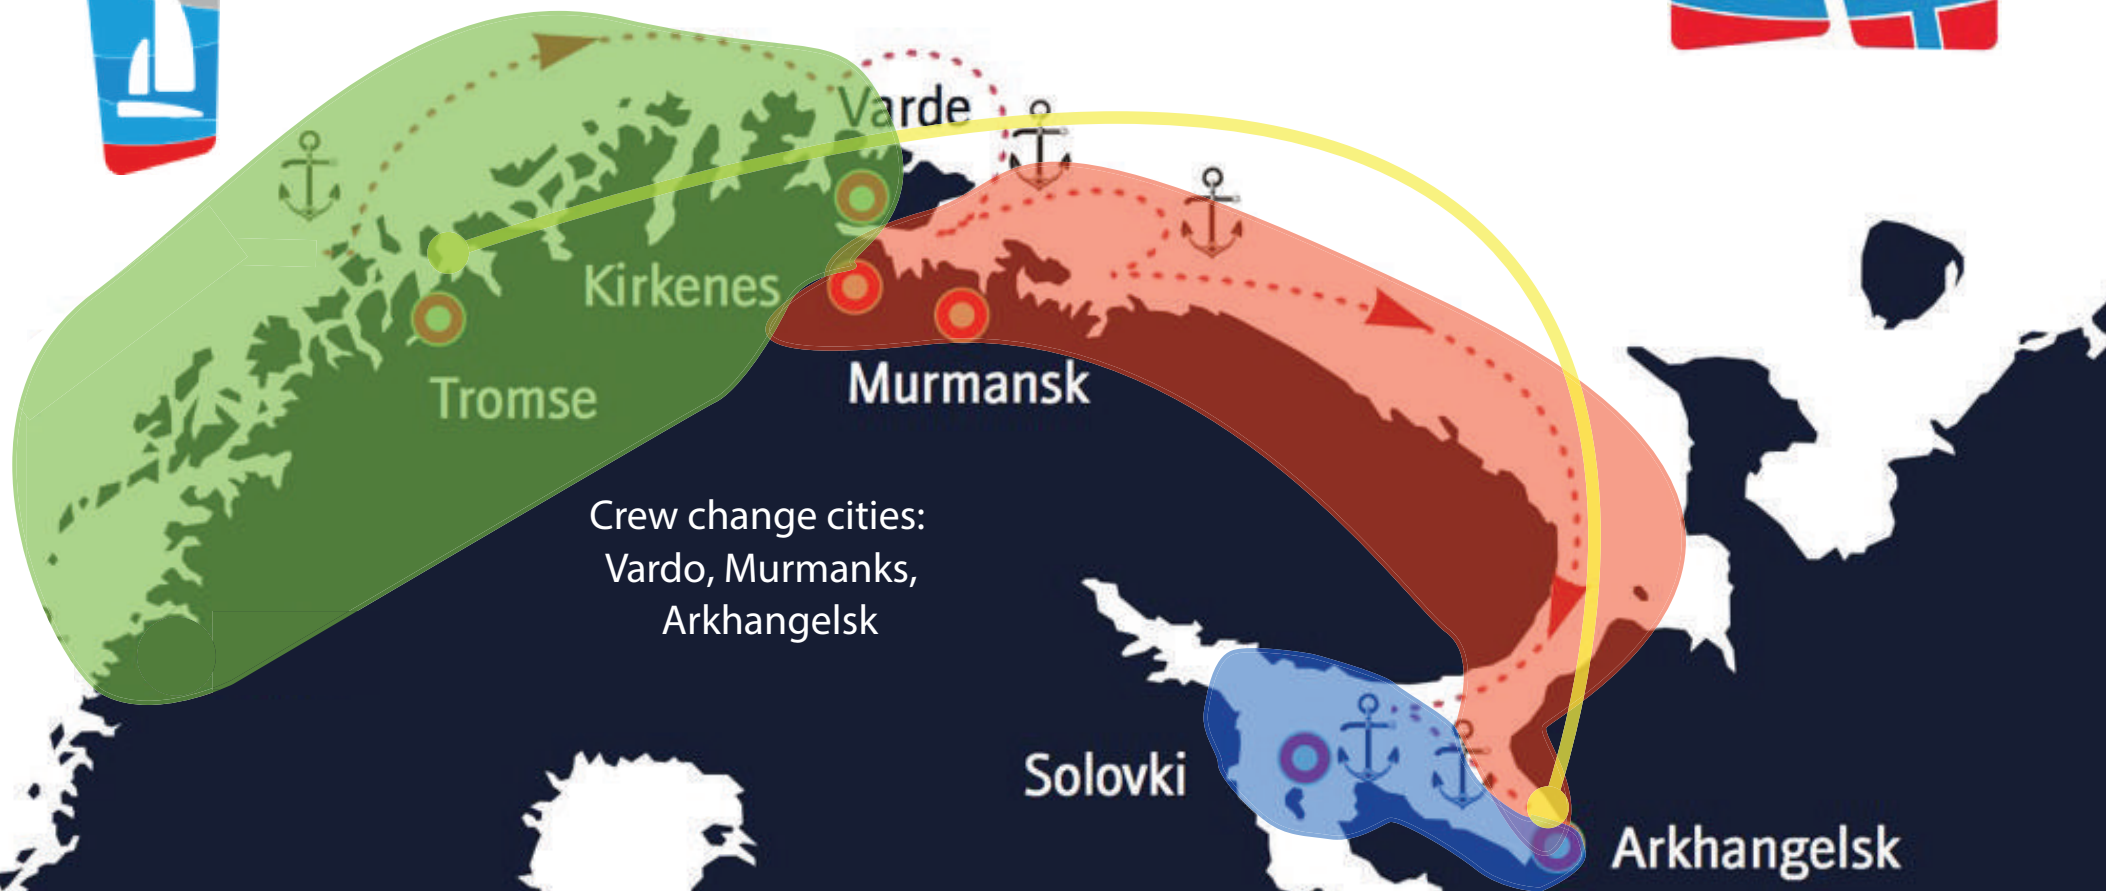 Varde
Kirkenes
Tromse
Murmansk
Crew change cities:
Vardo, Murmanks,
Arkhangelsk
Solovki
Arkhangelsk